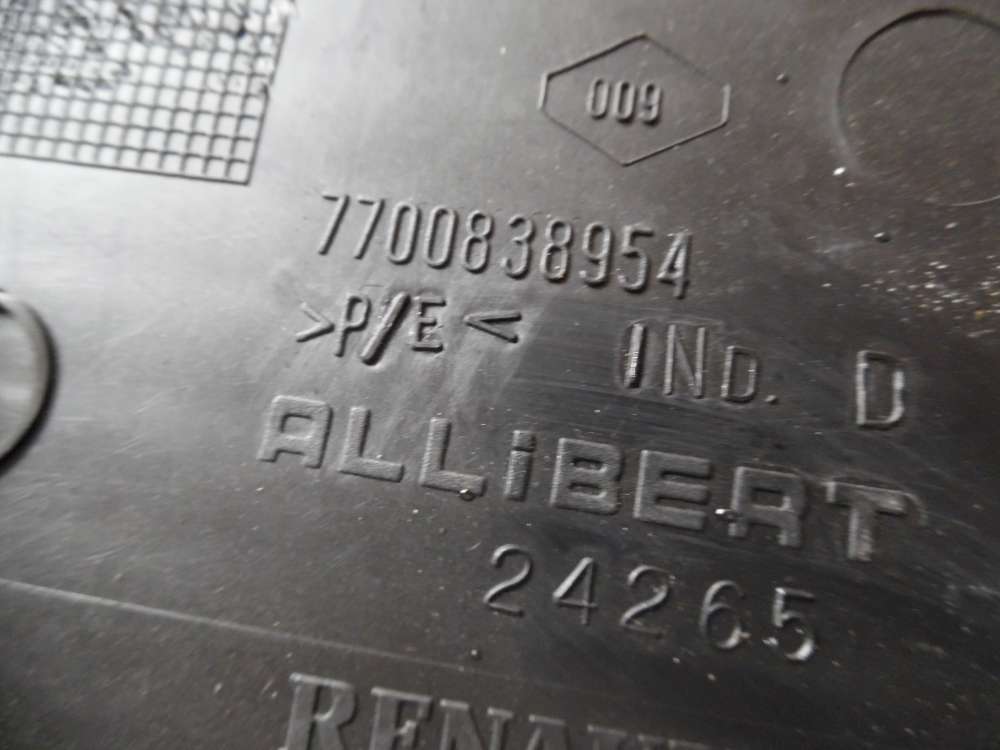 009
7700838954
>P/E< IND. D
ALLiBERT
24265